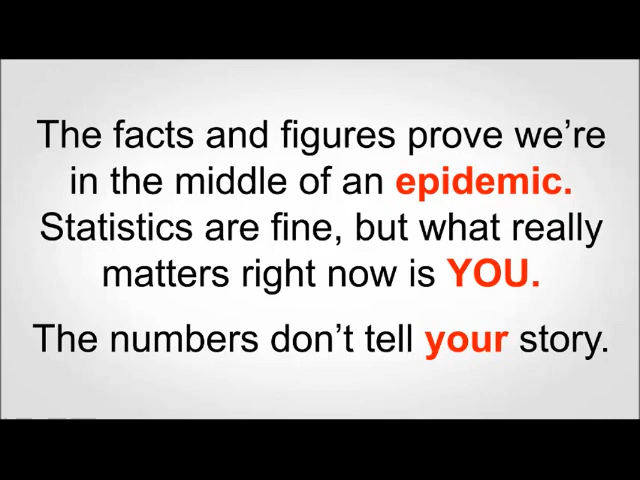 The facts and figures prove we’re
in the middle of an epidemic.
Statistics are fine, but what really
matters right now is YOU.
The numbers don’t tell your story.